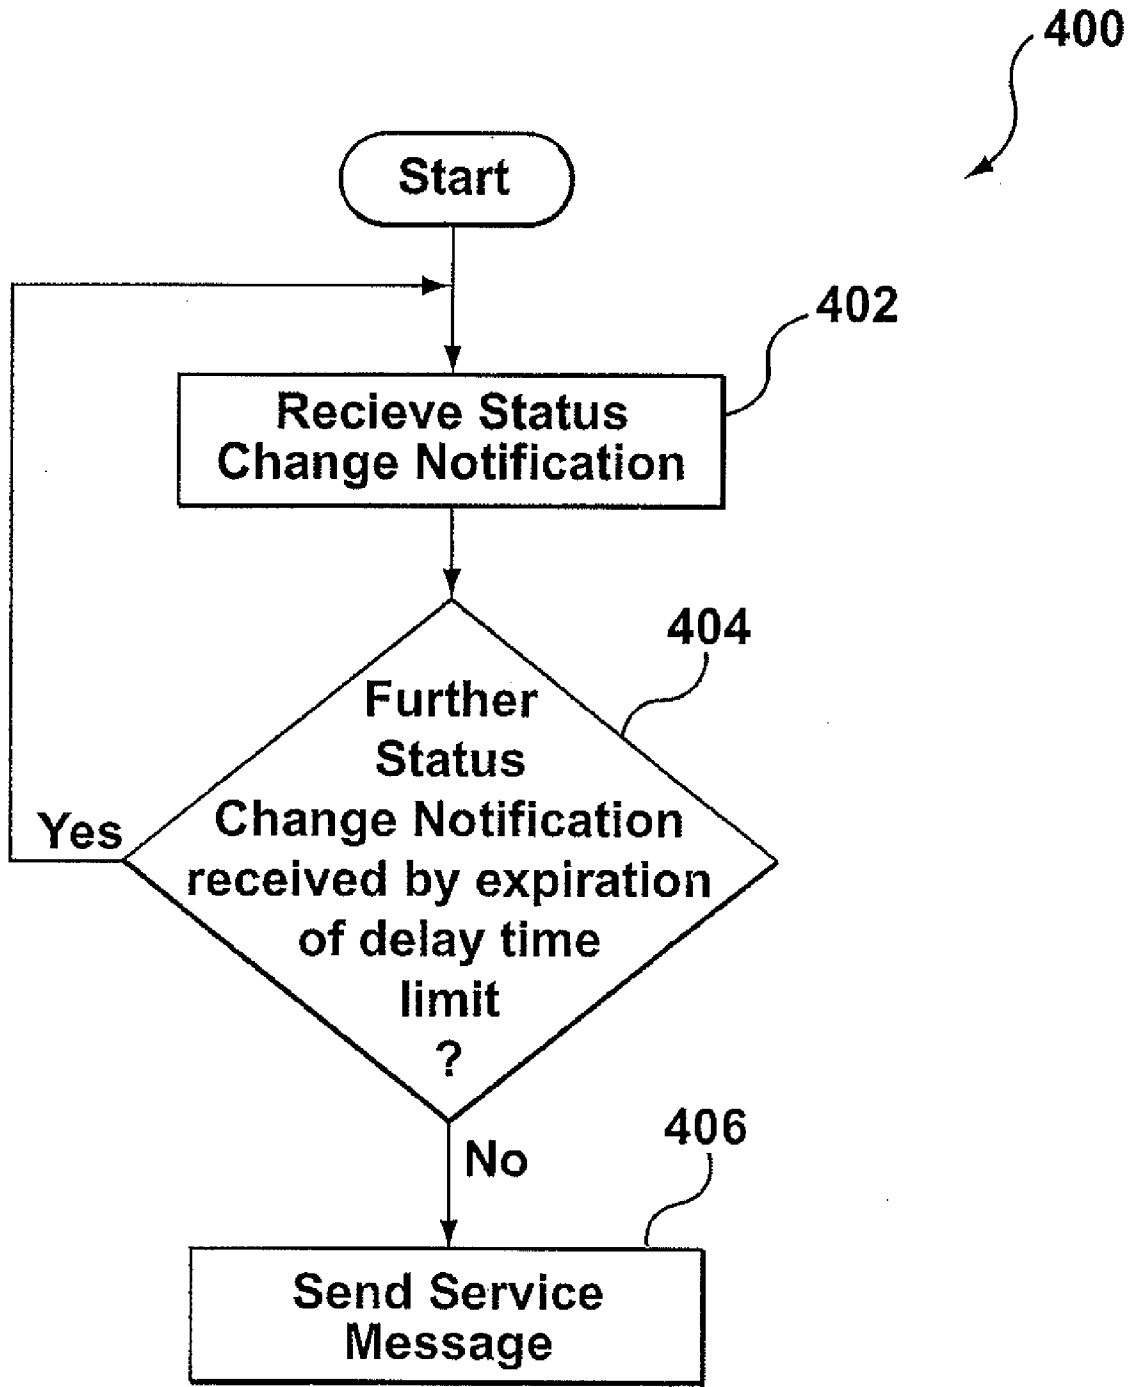 400
Start
402
Recieve Status
Change Notification
404
Further
Status
Change Notification
Yes
received by expiration
of delay time
limit
?
406
No
Send Service
Message